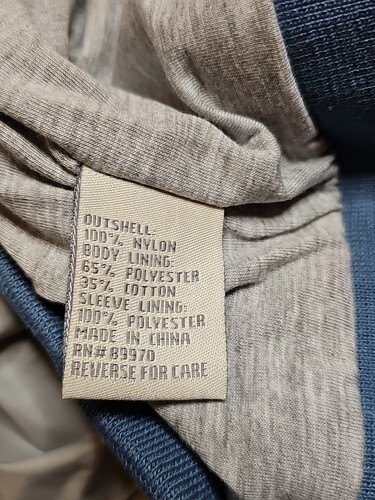 OUTSHELL:
100% NYLON
BODY LINING:
65% POLYESTER
35% COTTON
SLEEVE LINING:
100% POLYESTER
MADE IN CHINA
RN# 89970
REVERSE FOR CARE